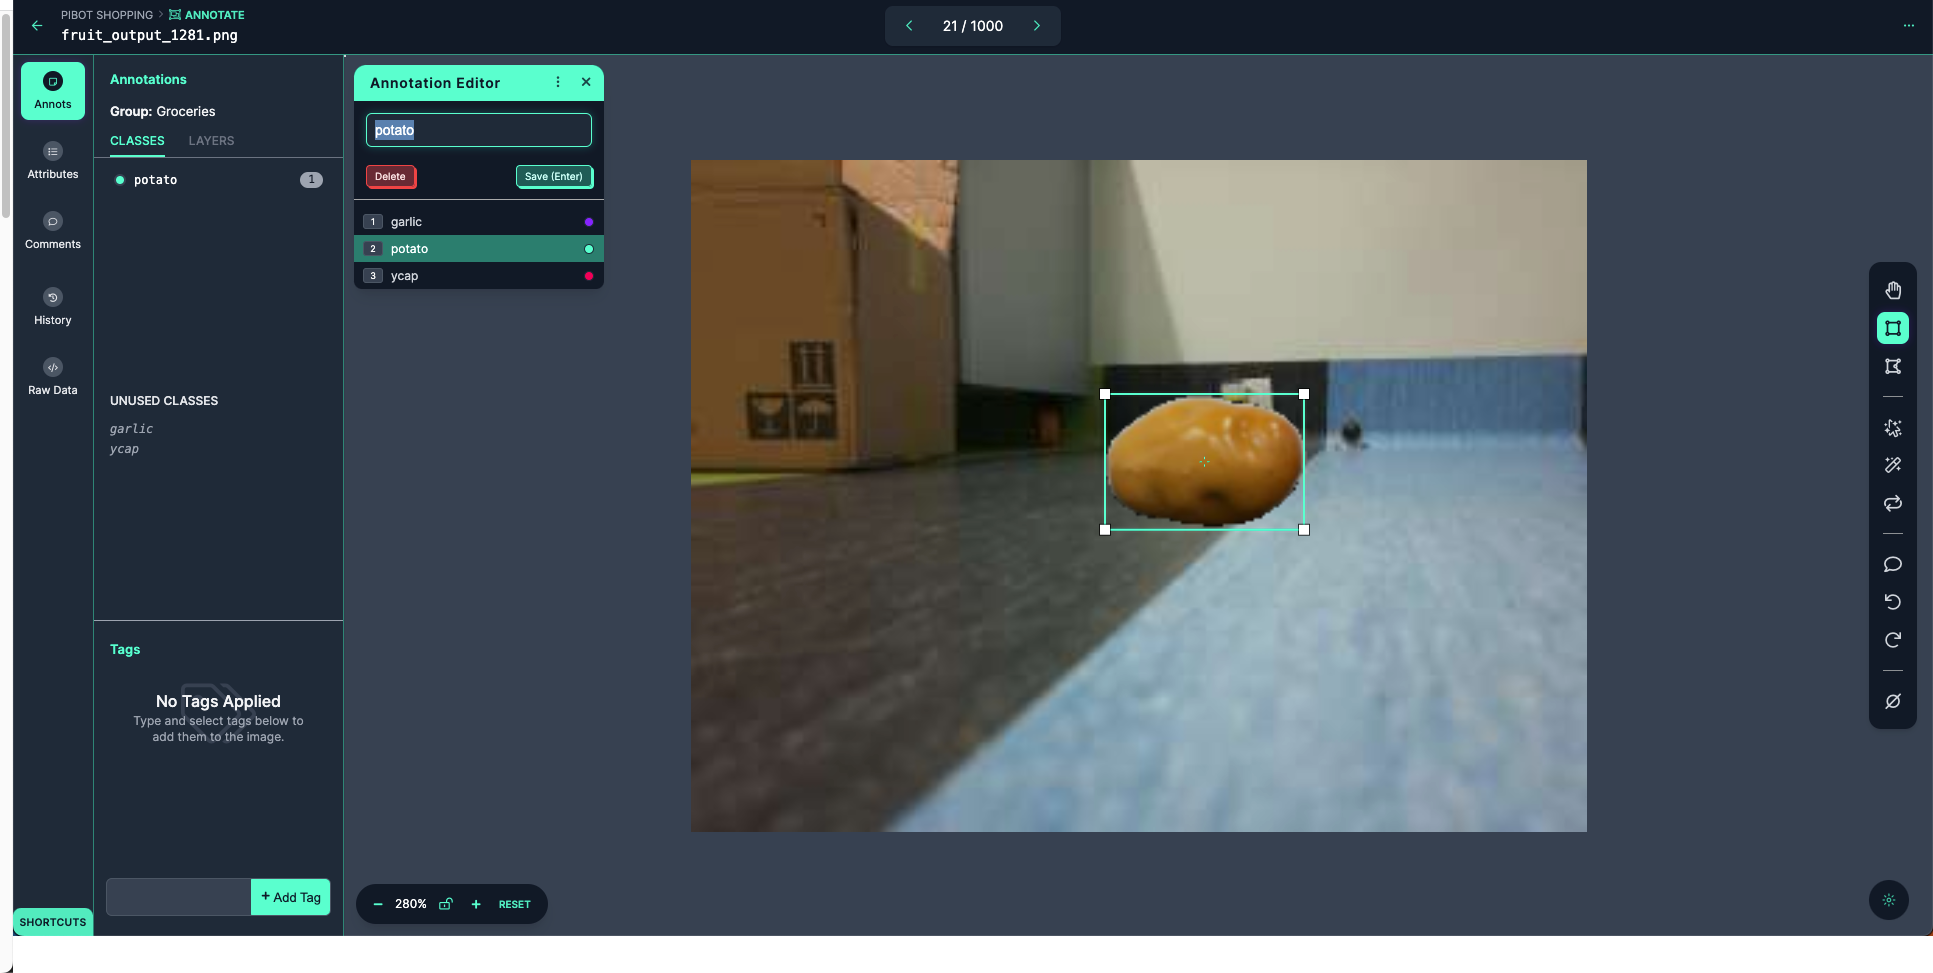 PIBOT SHOPPING > ANNOTATE
fruit_output_1281.png
21 / 1000
Annots
Attributes
Comments
History
Raw Data
SHORTCUTS
Annotations
Group: Groceries
CLASSES LAYERS
potato 1
UNUSED CLASSES
garlic
ycap
Tags
No Tags Applied
Type and select tags below to
add them to the image.
+ Add Tag
Annotation Editor
potato
Delete Save (Enter)
1 garlic
2 potato
3 ycap
280% RESET